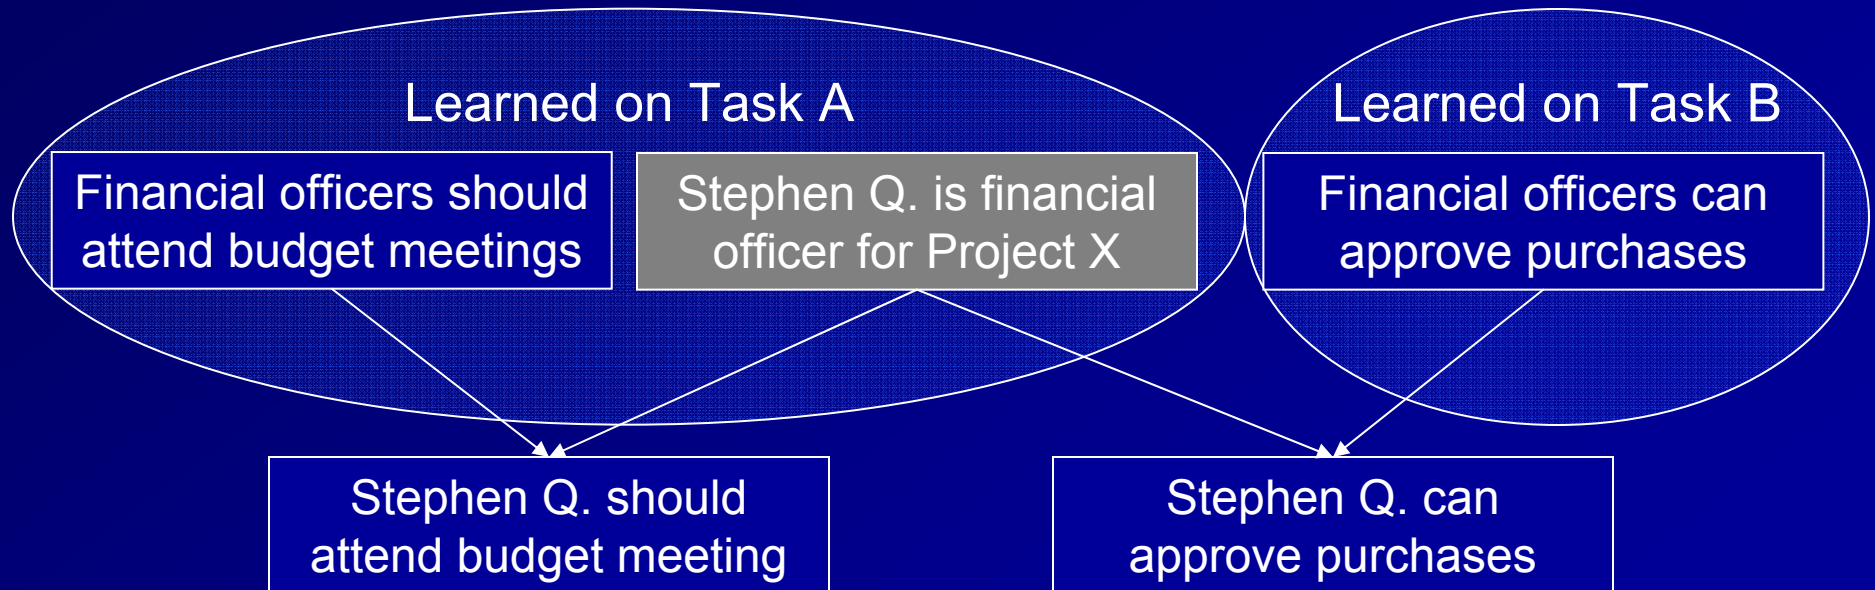 Learned on Task A
Learned on Task B
Financial officers should
attend budget meetings
Stephen Q. is financial
officer for Project X
Financial officers can
approve purchases
Stephen Q. should
attend budget meeting
Stephen Q. can
approve purchases